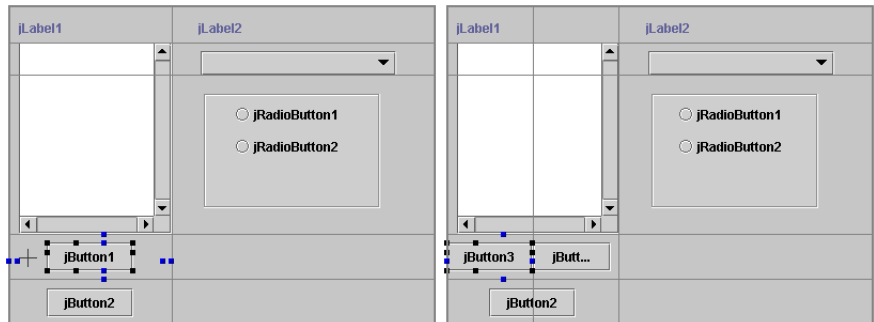 jLabel1
jLabel2
jRadioButton1
jRadioButton2
jButton1
jButton2
jLabel1
jLabel2
jRadioButton1
jRadioButton2
jButton3
jButt...
jButton2